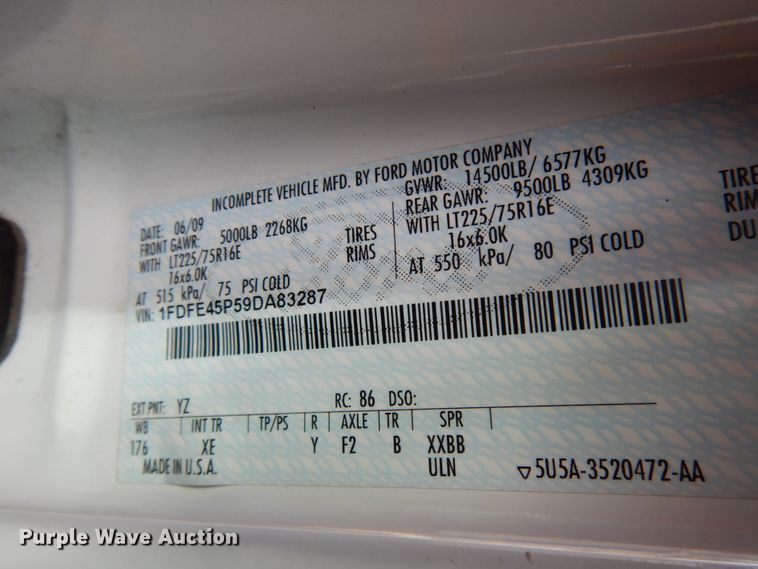 INCOMPLETE VEHICLE MFD. BY FORD MOTOR COMPANY
DATE: 06/09 GVWR: 14500LB/ 6577KG
FRONT GAWR: 5000LB 2268KG REAR GAWR: 9500LB 4309KG
WITH LT225/75R16E TIRES WITH LT225/75R16E TIRE
16x6.0K RIMS 16x6.0K RIM
AT 515 kPa/ 75 PSI COLD AT 550 kPa/ 80 PSI COLD DU
VIN: 1FDFE45P59DA83287
EXT PNT: YZ RC: 86 DSO:
WB INT TR TP/PS R AXLE TR SPR
176 XE Y F2 B XXBB
MADE IN U.S.A. ULN ▽5U5A-3520472-AA
Purple Wave Auction